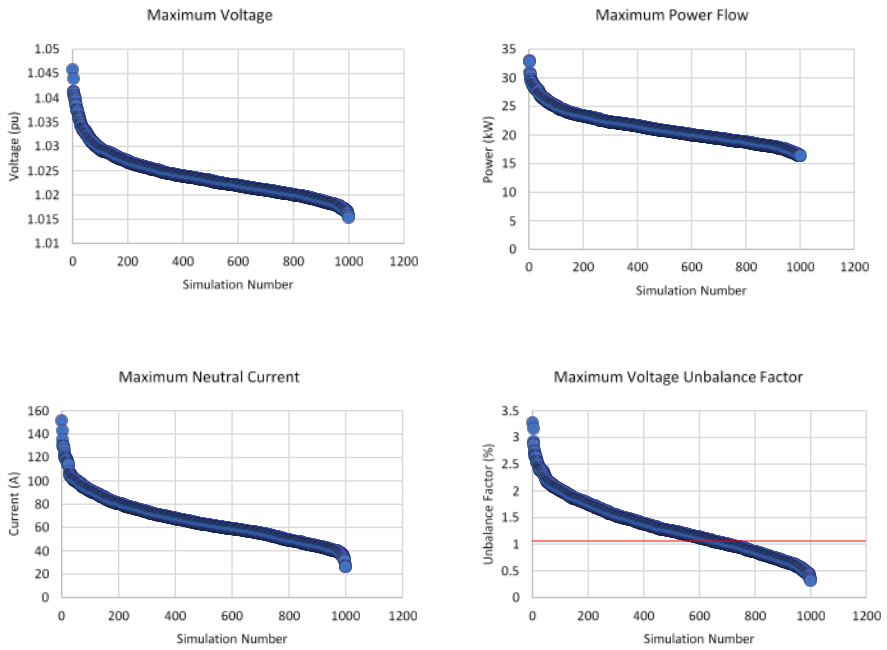 Maximum Voltage
1.05
1.045
1.04
1.035
1.03
1.025
1.02
1.015
1.01
Voltage (pu)
0 200 400 600 800 1000 1200
Simulation Number
Maximum Power Flow
35
30
25
20
15
10
5
0
Power (kW)
0 200 400 600 800 1000 1200
Simulation Number
Maximum Neutral Current
160
140
120
100
80
60
40
20
0
Current (A)
0 200 400 600 800 1000 1200
Simulation Number
Maximum Voltage Unbalance Factor
3.5
3
2.5
2
1.5
1
0.5
0
Unbalance Factor (%)
0 200 400 600 800 1000 1200
Simulation Number